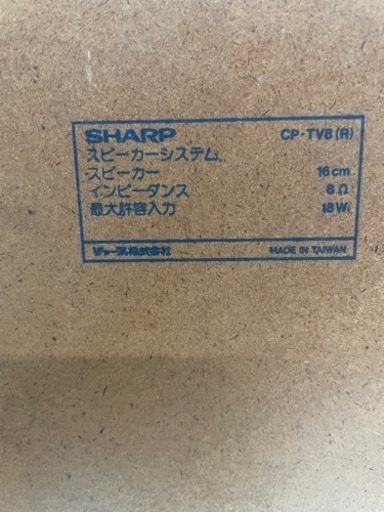 SHARP CP-TV8(R)
スピーカーシステム
スピーカー 16cm
インピーダンス 8Ω
最大許容入力 18W
シャープ株式会社 MADE IN TAIWAN